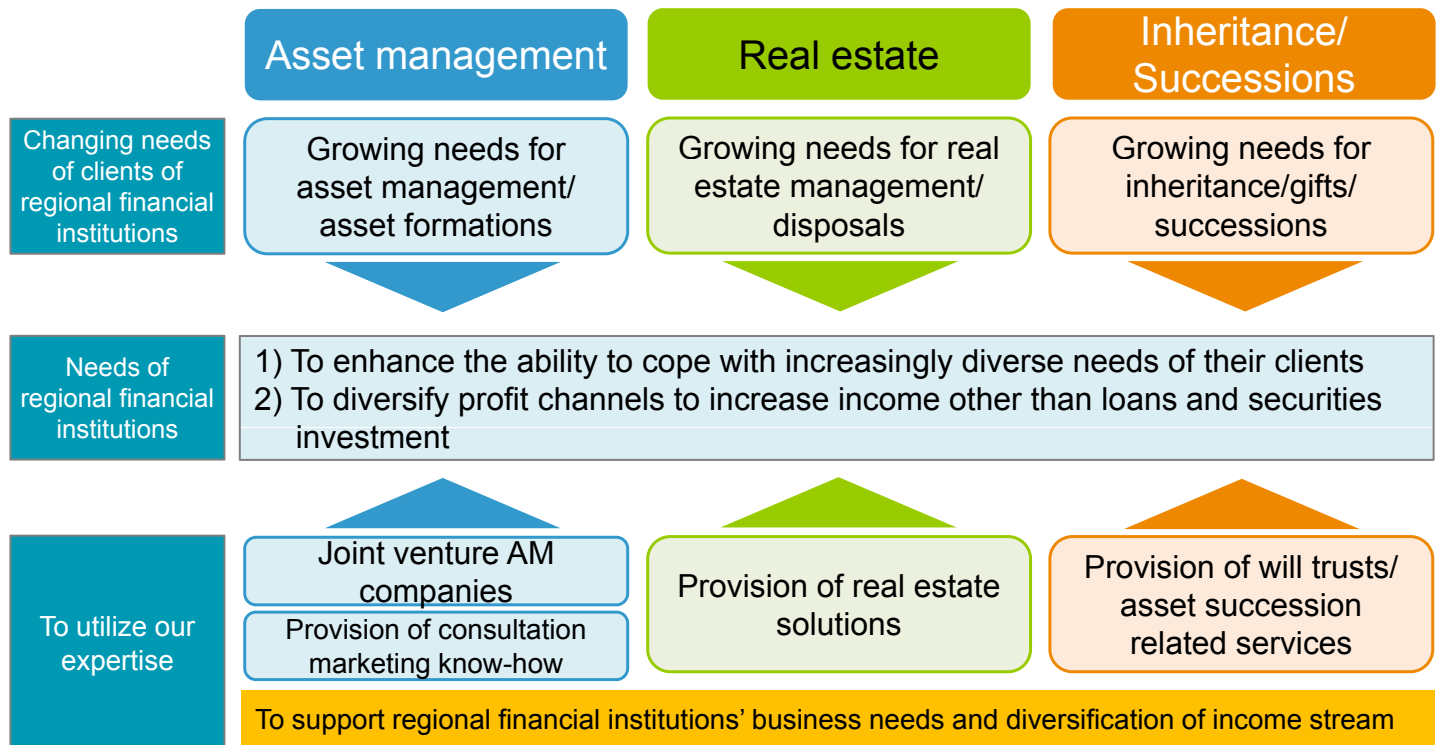 Asset management
Real estate
Inheritance/
Successions
Changing needs
of clients of
regional financial
institutions
Growing needs for
asset management/
asset formations
Growing needs for real
estate management/
disposals
Growing needs for
inheritance/gifts/
successions
Needs of
regional financial
institutions
1) To enhance the ability to cope with increasingly diverse needs of their clients
2) To diversify profit channels to increase income other than loans and securities
investment
To utilize our
expertise
Joint venture AM
companies
Provision of consultation
marketing know-how
Provision of real estate
solutions
Provision of will trusts/
asset succession
related services
To support regional financial institutions’ business needs and diversification of income stream